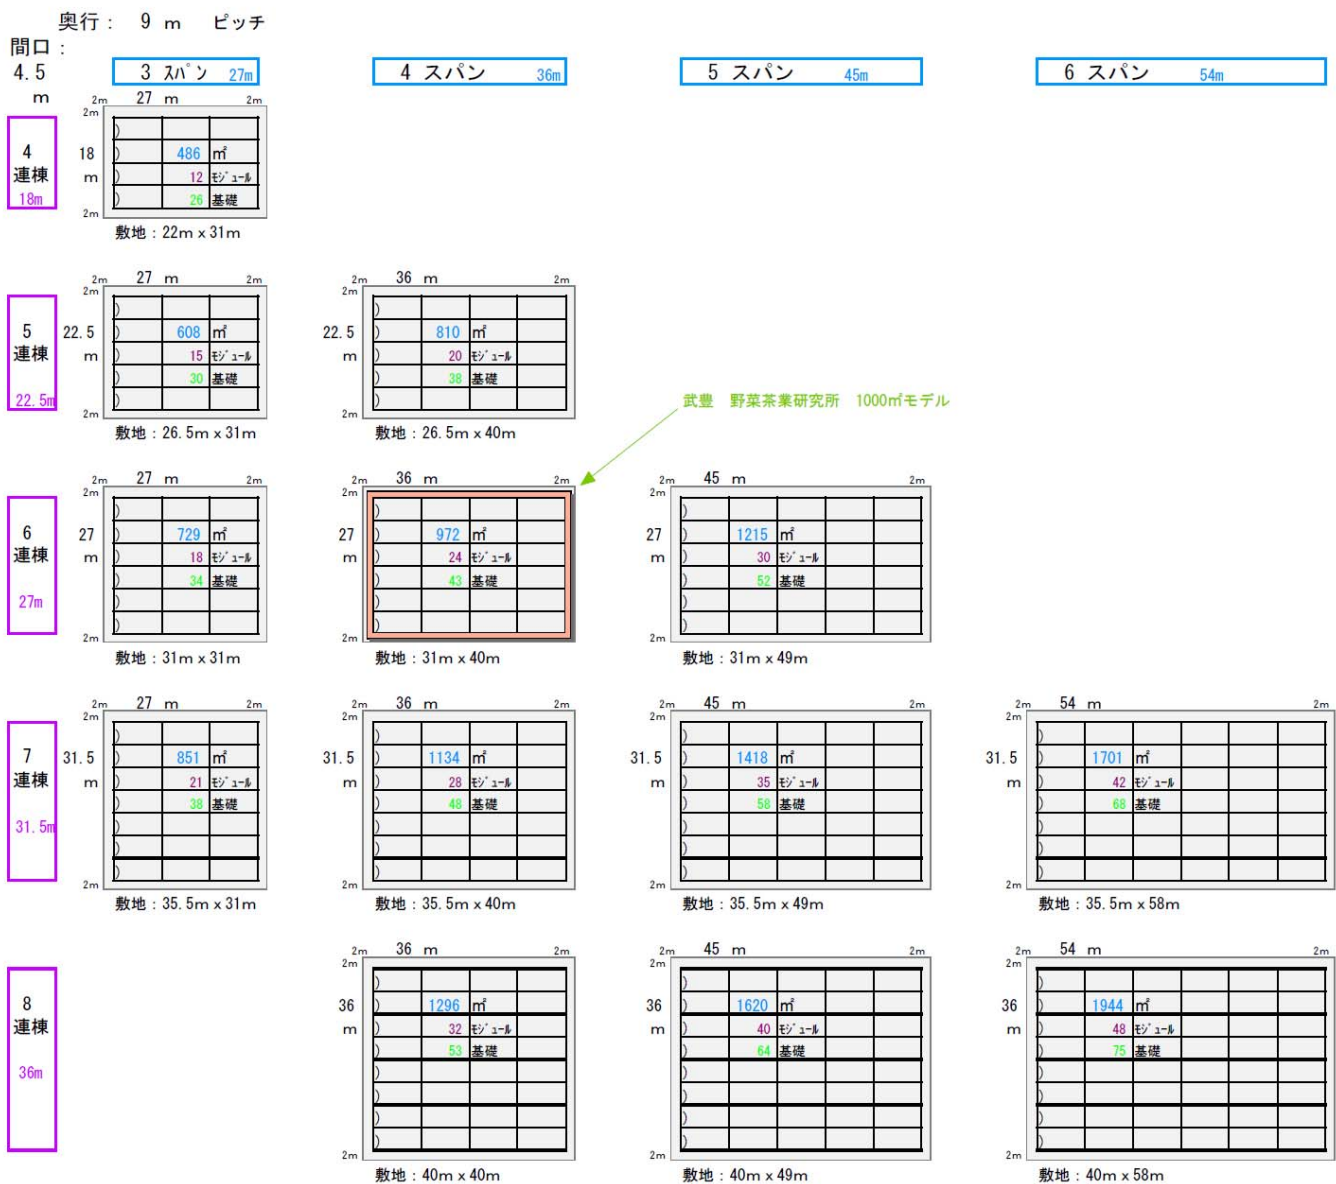 奥行： 9 m ピッチ
間口：
4.5
m
3 ｽﾊﾟﾝ 27m
4 スパン 36m
5 スパン 45m
6 スパン 54m
2m 27 m 2m
2m
4
連棟
18m
18
m
486 ㎡
12 ﾓｼﾞｭｰﾙ
26 基礎
2m
敷地：22m x 31m
2m 27 m 2m
2m
5
連棟
22.5m
22.5
m
608 ㎡
15 ﾓｼﾞｭｰﾙ
30 基礎
2m
敷地：26.5m x 31m
2m 36 m 2m
2m
22.5
m
810 ㎡
20 ﾓｼﾞｭｰﾙ
38 基礎
2m
敷地：26.5m x 40m
武豊 野菜茶業研究所 1000㎡モデル
2m 27 m 2m
2m
6
連棟
27m
27
m
729 ㎡
18 ﾓｼﾞｭｰﾙ
34 基礎
2m
敷地：31m x 31m
2m 36 m 2m
2m
27
m
972 ㎡
24 ﾓｼﾞｭｰﾙ
43 基礎
2m
敷地：31m x 40m
2m 45 m 2m
2m
27
m
1215 ㎡
30 ﾓｼﾞｭｰﾙ
52 基礎
2m
敷地：31m x 49m
2m 27 m 2m
2m
7
連棟
31.5m
31.5
m
851 ㎡
21 ﾓｼﾞｭｰﾙ
38 基礎
2m
敷地：35.5m x 31m
2m 36 m 2m
2m
31.5
m
1134 ㎡
28 ﾓｼﾞｭｰﾙ
48 基礎
2m
敷地：35.5m x 40m
2m 45 m 2m
2m
31.5
m
1418 ㎡
35 ﾓｼﾞｭｰﾙ
58 基礎
2m
敷地：35.5m x 49m
2m 54 m 2m
2m
31.5
m
1701 ㎡
42 ﾓｼﾞｭｰﾙ
68 基礎
2m
敷地：35.5m x 58m
8
連棟
36m
2m 36 m 2m
2m
36
m
1296 ㎡
32 ﾓｼﾞｭｰﾙ
53 基礎
2m
敷地：40m x 40m
2m 45 m 2m
2m
36
m
1620 ㎡
40 ﾓｼﾞｭｰﾙ
64 基礎
2m
敷地：40m x 49m
2m 54 m 2m
2m
36
m
1944 ㎡
48 ﾓｼﾞｭｰﾙ
75 基礎
2m
敷地：40m x 58m